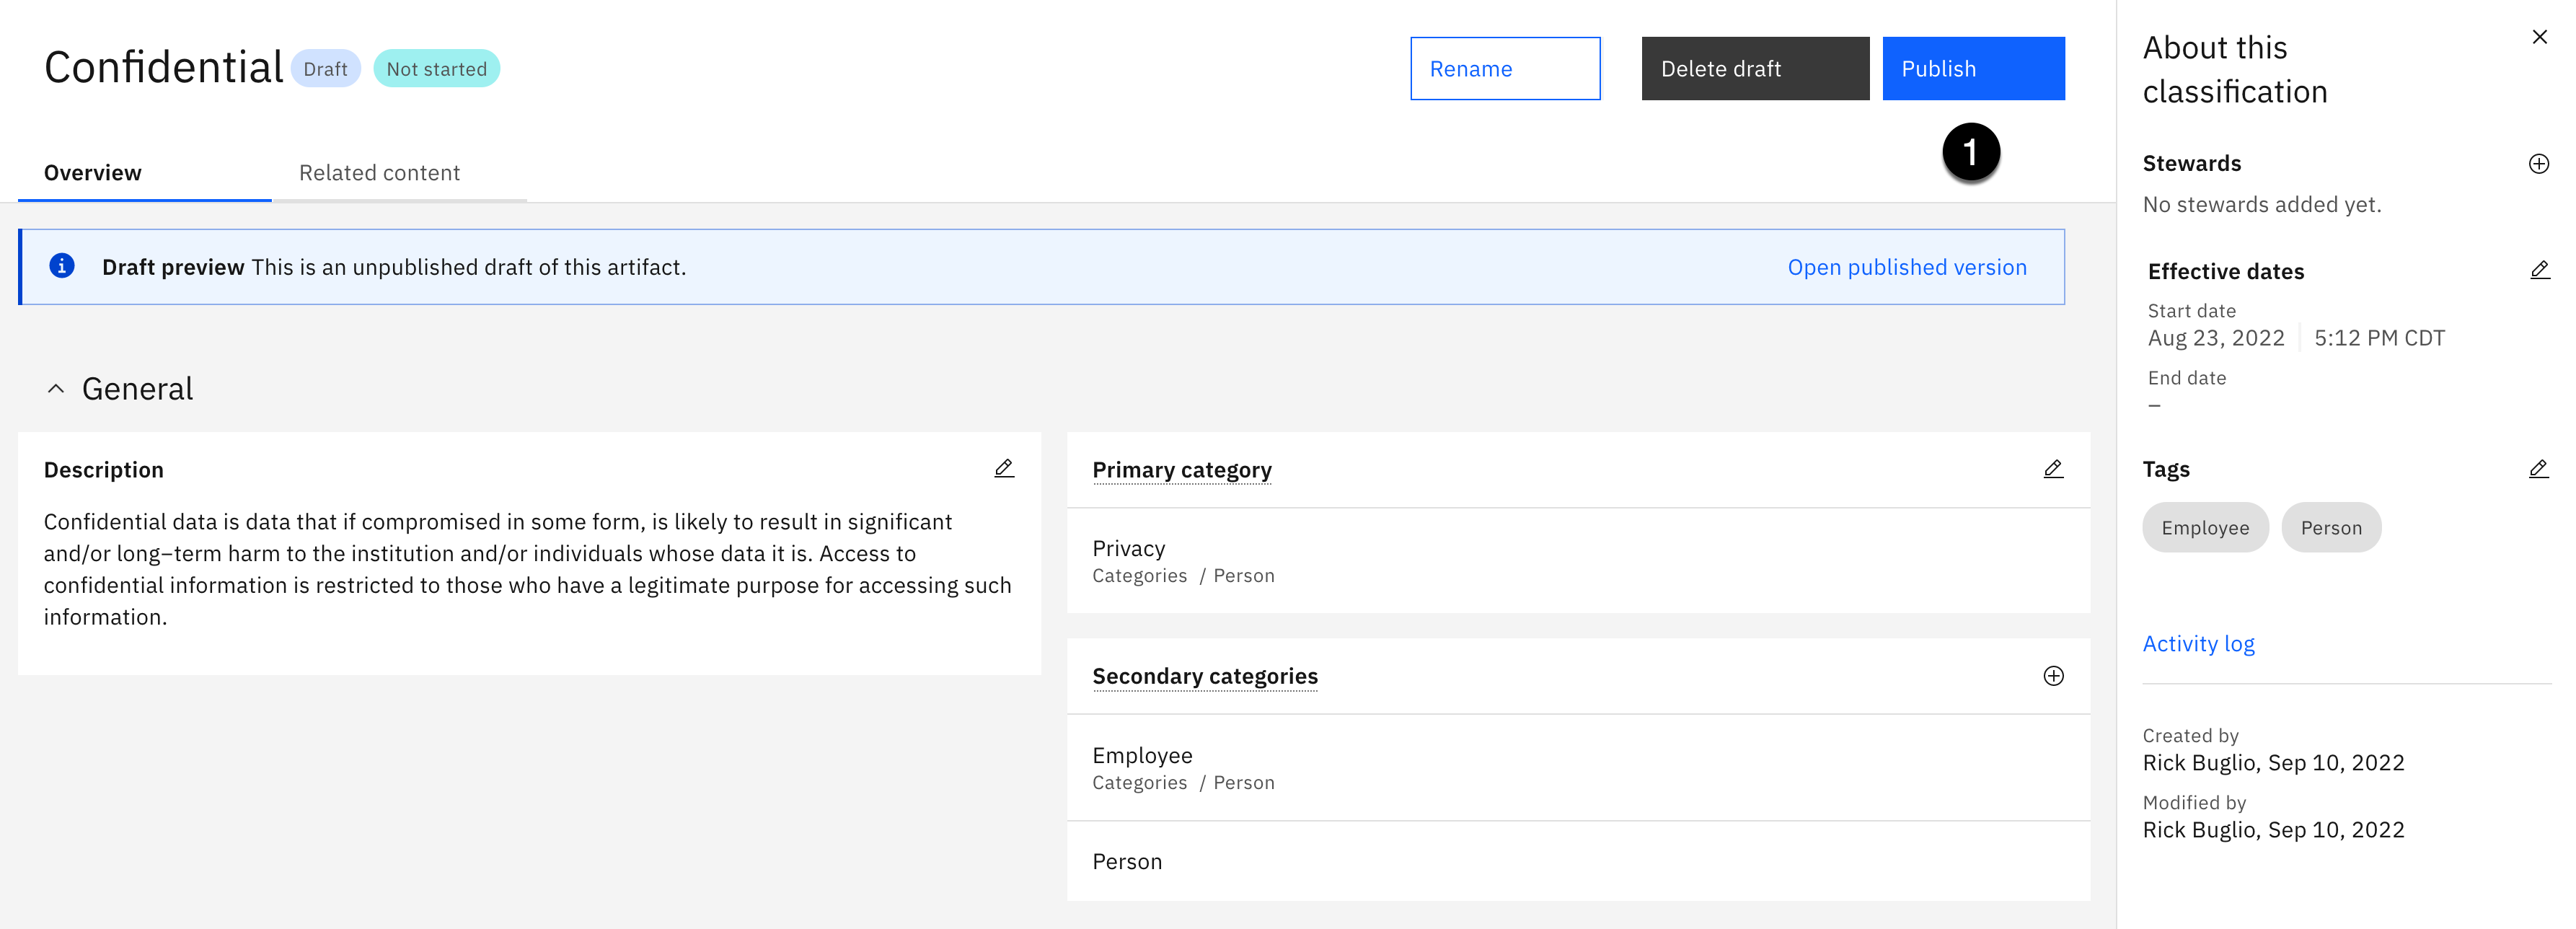 Confidential Draft Not started
Rename
Delete draft
Publish
1
Overview
Related content
Draft preview This is an unpublished draft of this artifact.
Open published version
General
Description
Confidential data is data that if compromised in some form, is likely to result in significant
and/or long–term harm to the institution and/or individuals whose data it is. Access to
confidential information is restricted to those who have a legitimate purpose for accessing such
information.
Primary category
Privacy
Categories / Person
Secondary categories
Employee
Categories / Person
Person
About this
classification
Stewards
No stewards added yet.
Effective dates
Start date
Aug 23, 2022 5:12 PM CDT
End date
–
Tags
Employee Person
Activity log
Created by
Rick Buglio, Sep 10, 2022
Modified by
Rick Buglio, Sep 10, 2022